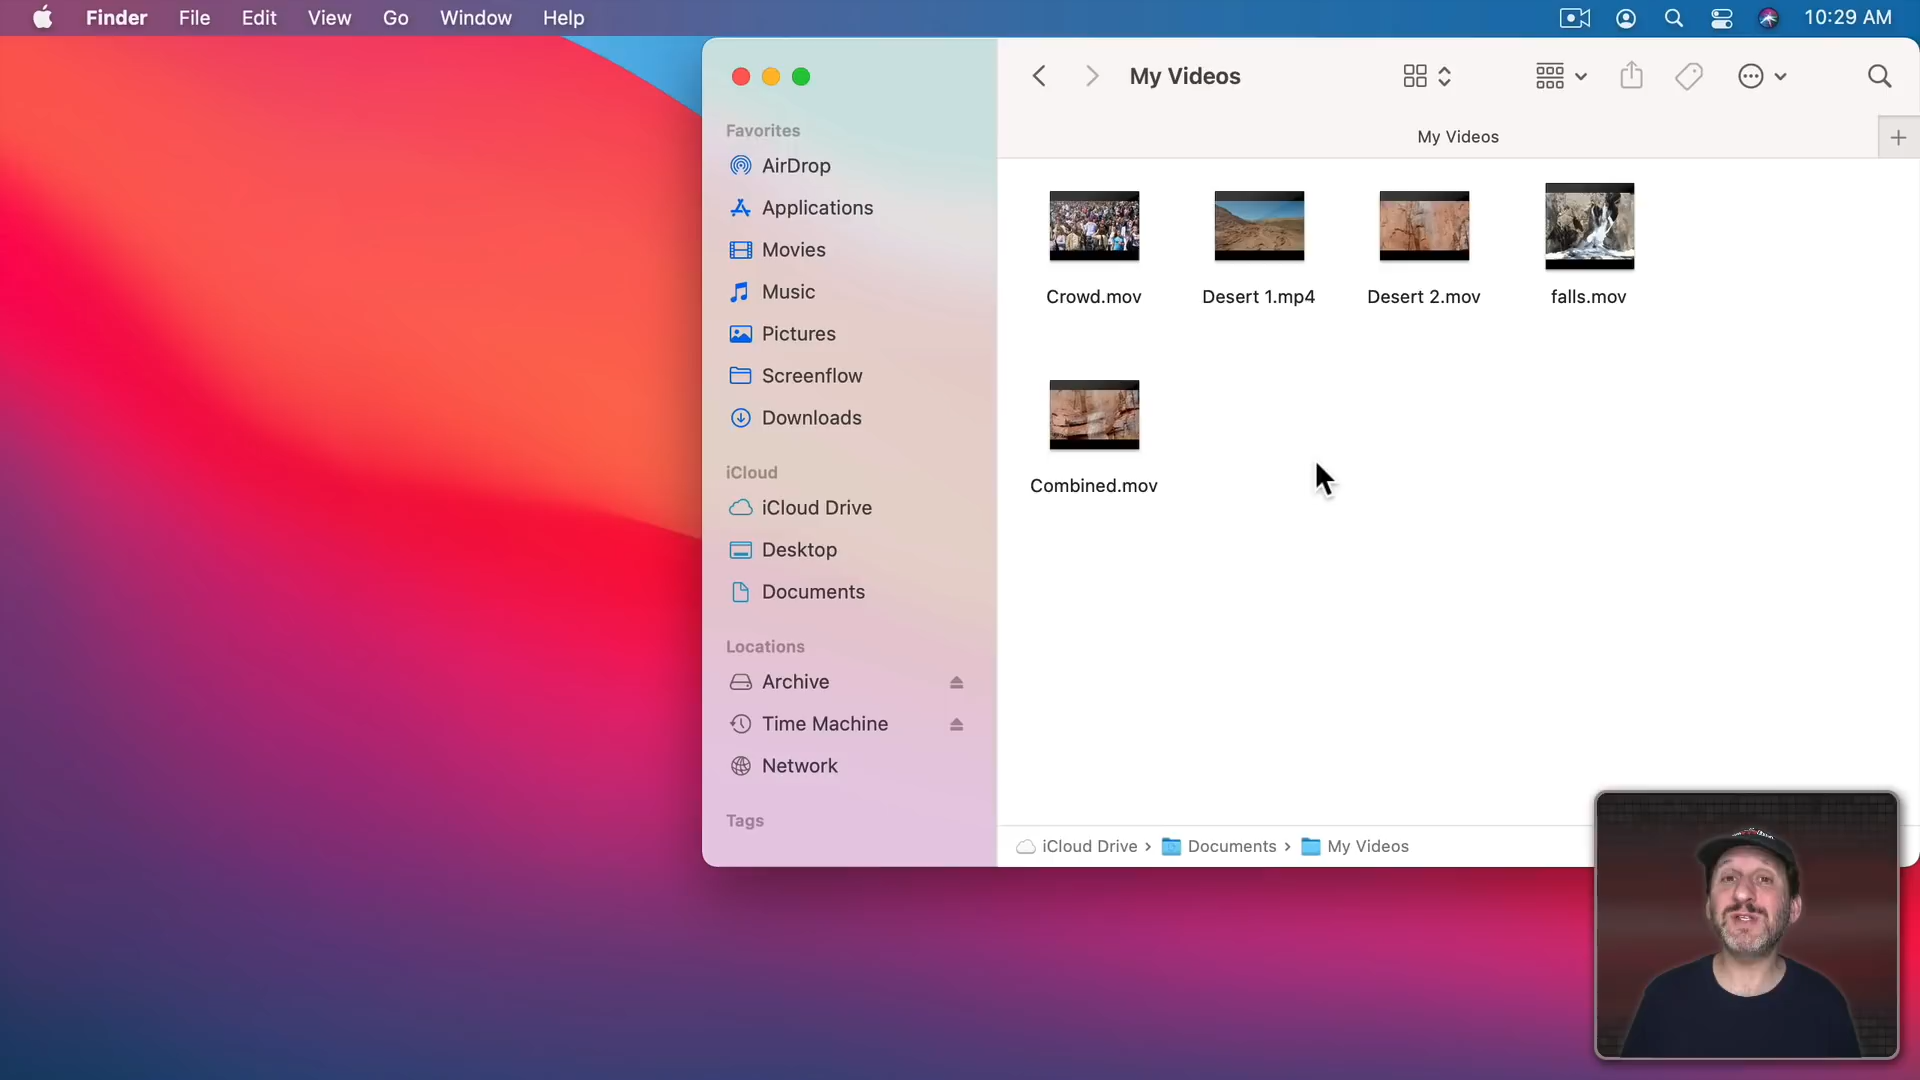 Finder File Edit View Go Window Help 10:29 AM
My Videos
My Videos
Favorites
AirDrop
Applications
Movies
Music
Pictures
Screenflow
Downloads
iCloud
iCloud Drive
Desktop
Documents
Locations
Archive
Time Machine
Network
Tags
Crowd.mov Desert 1.mp4 Desert 2.mov falls.mov
Combined.mov
iCloud Drive › Documents › My Videos